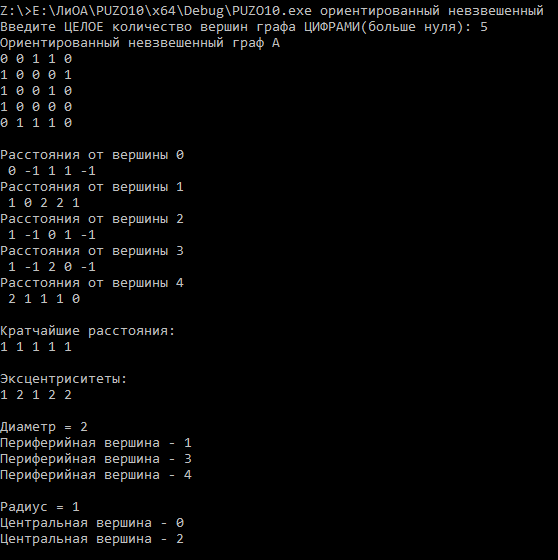 Z:\>E:\ЛиОА\PUZO10\x64\Debug\PUZO10.exe ориентированный невзвешенный
Введите ЦЕЛОЕ количество вершин графа ЦИФРАМИ(больше нуля): 5
Ориентированный невзвешенный граф A
0 0 1 1 0
1 0 0 0 1
1 0 0 1 0
1 0 0 0 0
0 1 1 1 0
Расстояния от вершины 0
0 -1 1 1 -1
Расстояния от вершины 1
1 0 2 2 1
Расстояния от вершины 2
1 -1 0 1 -1
Расстояния от вершины 3
1 -1 2 0 -1
Расстояния от вершины 4
2 1 1 1 0
Кратчайшие расстояния:
1 1 1 1 1
Эксцентриситеты:
1 2 1 2 2
Диаметр = 2
Периферийная вершина - 1
Периферийная вершина - 3
Периферийная вершина - 4
Радиус = 1
Центральная вершина - 0
Центральная вершина - 2